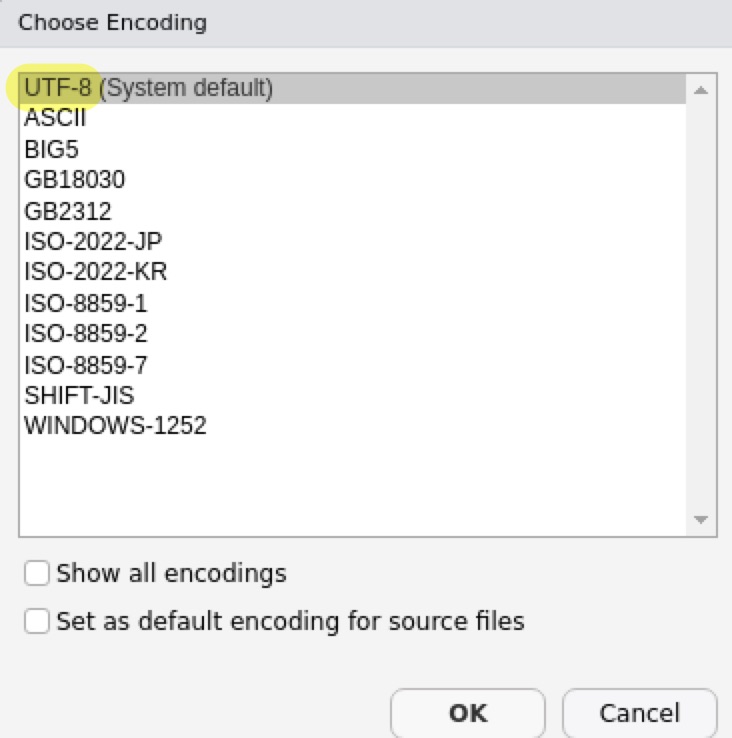 Choose Encoding
UTF-8 (System default)
ASCII
BIG5
GB18030
GB2312
ISO-2022-JP
ISO-2022-KR
ISO-8859-1
ISO-8859-2
ISO-8859-7
SHIFT-JIS
WINDOWS-1252
Show all encodings
Set as default encoding for source files
OK Cancel